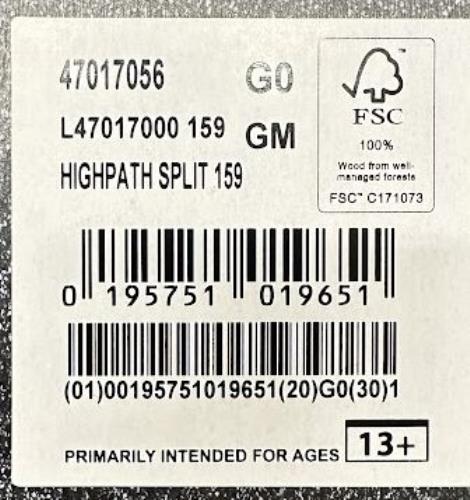 47017056 G0
L47017000 159 GM
HIGHPATH SPLIT 159
FSC
100%
Wood from well-
managed forests
FSC™ C171073
0 195751 019651
(01)00195751019651(20)G0(30)1
PRIMARILY INTENDED FOR AGES 13+